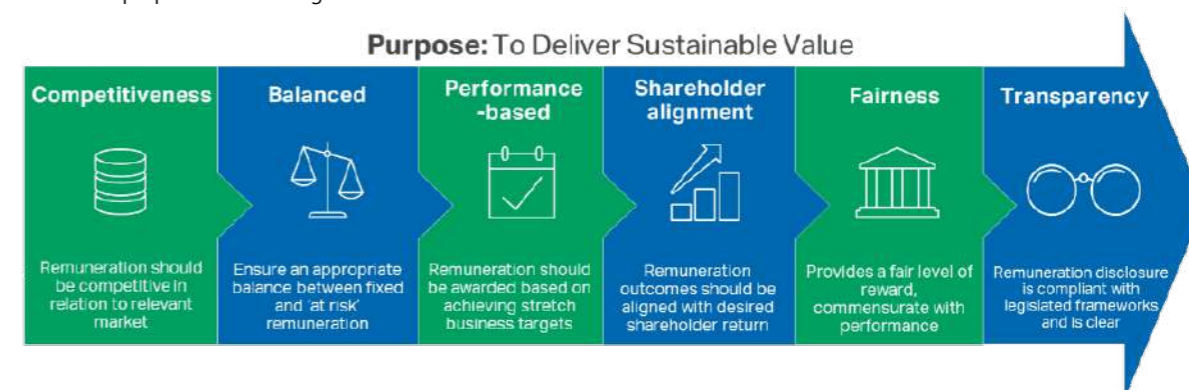 Purpose: To Deliver Sustainable Value
Competitiveness
Remuneration should
be competitive in
relation to relevant
market
Balanced
Ensure an appropriate
balance between fixed
and 'at risk'
remuneration
Performance
-based
Remuneration should
be awarded based on
achieving stretch
business targets
Shareholder
alignment
Remuneration
outcomes should be
aligned with desired
shareholder return
Fairness
Provides a fair level of
reward,
commensurate with
performance
Transparency
Remuneration disclosure
is compliant with
legislated frameworks
and is clear